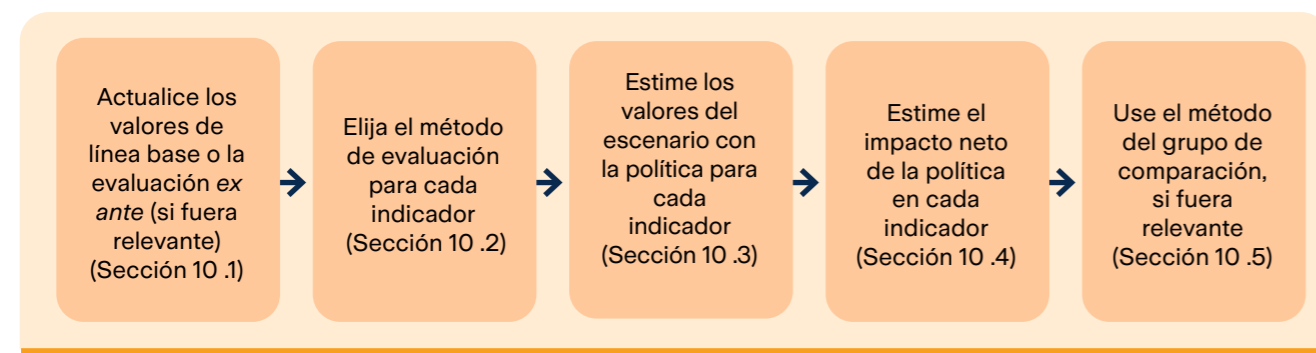 Actualice los
valores de
línea base o la
evaluación ex
ante (si fuera
relevante)
(Sección 10 .1)
Elija el método
de evaluación
para cada
indicador
(Sección 10 .2)
Estime los
valores del
escenario con
la política para
cada
indicador
(Sección 10 .3)
Estime el
impacto neto
de la política
en cada
indicador
(Sección 10 .4)
Use el método
del grupo de
comparación,
si fuera
relevante
(Sección 10 .5)